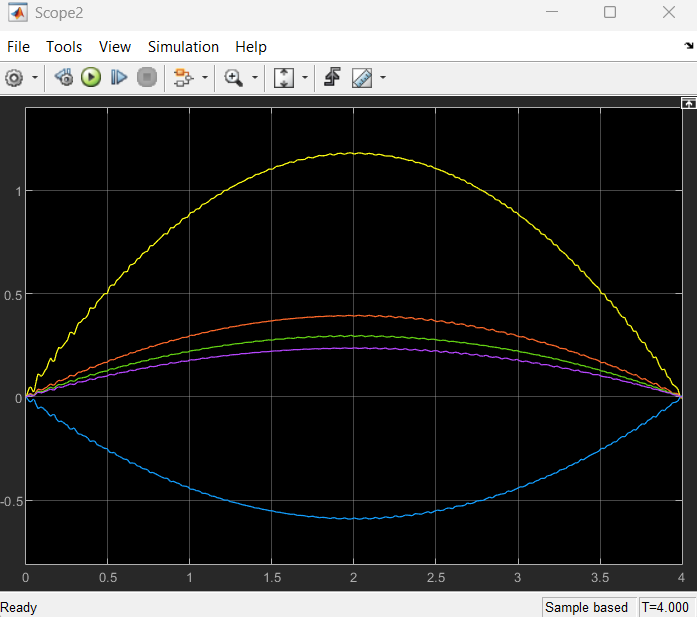 Scope2
File Tools View Simulation Help
1
0.5
0
-0.5
0 0.5 1 1.5 2 2.5 3 3.5 4
Ready Sample based T=4.000